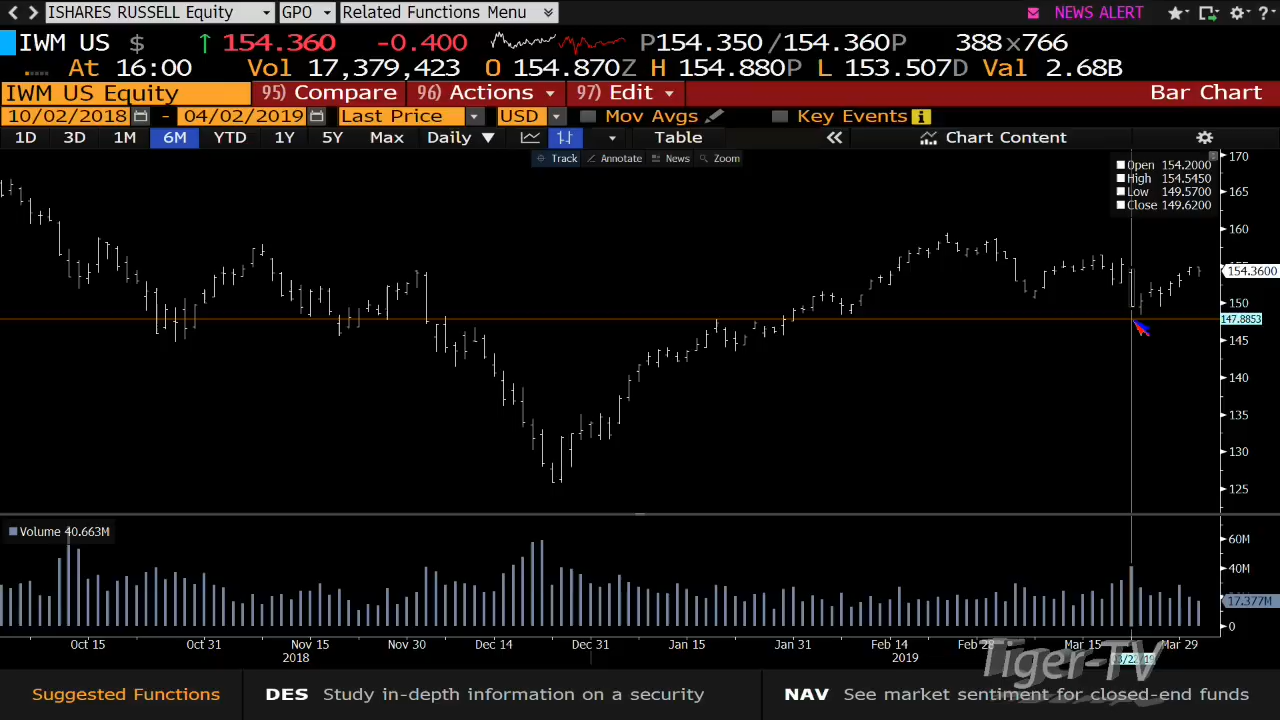 ISHARES RUSSELL Equity GPO Related Functions Menu NEWS ALERT ?
IWM US $ ↑ 154.360 -0.400 P154.350 /154.360P 388x766
At 16:00 Vol 17,379,423 O 154.870Z H 154.880P L 153.507D Val 2.68B
IWM US Equity 95) Compare 96) Actions 97) Edit Bar Chart
10/02/2018 - 04/02/2019 Last Price USD Mov Avgs Key Events
1D 3D 1M 6M YTD 1Y 5Y Max Daily ▼ Table « Chart Content
Track Annotate News Zoom
Open 154.2000
High 154.5450
Low 149.5700
Close 149.6200
170
165
160
154.3600
150
147.8853
145
140
135
130
125
Volume 40.663M
60M
40M
17.377M
0
Oct 15 Oct 31 Nov 15 Nov 30 Dec 14 Dec 31 Jan 15 Jan 31 Feb 14 Feb 28 Mar 15 Mar 29
2018 2019
Tiger-TV
Suggested Functions DES Study in-depth information on a security NAV See market sentiment for closed-end funds